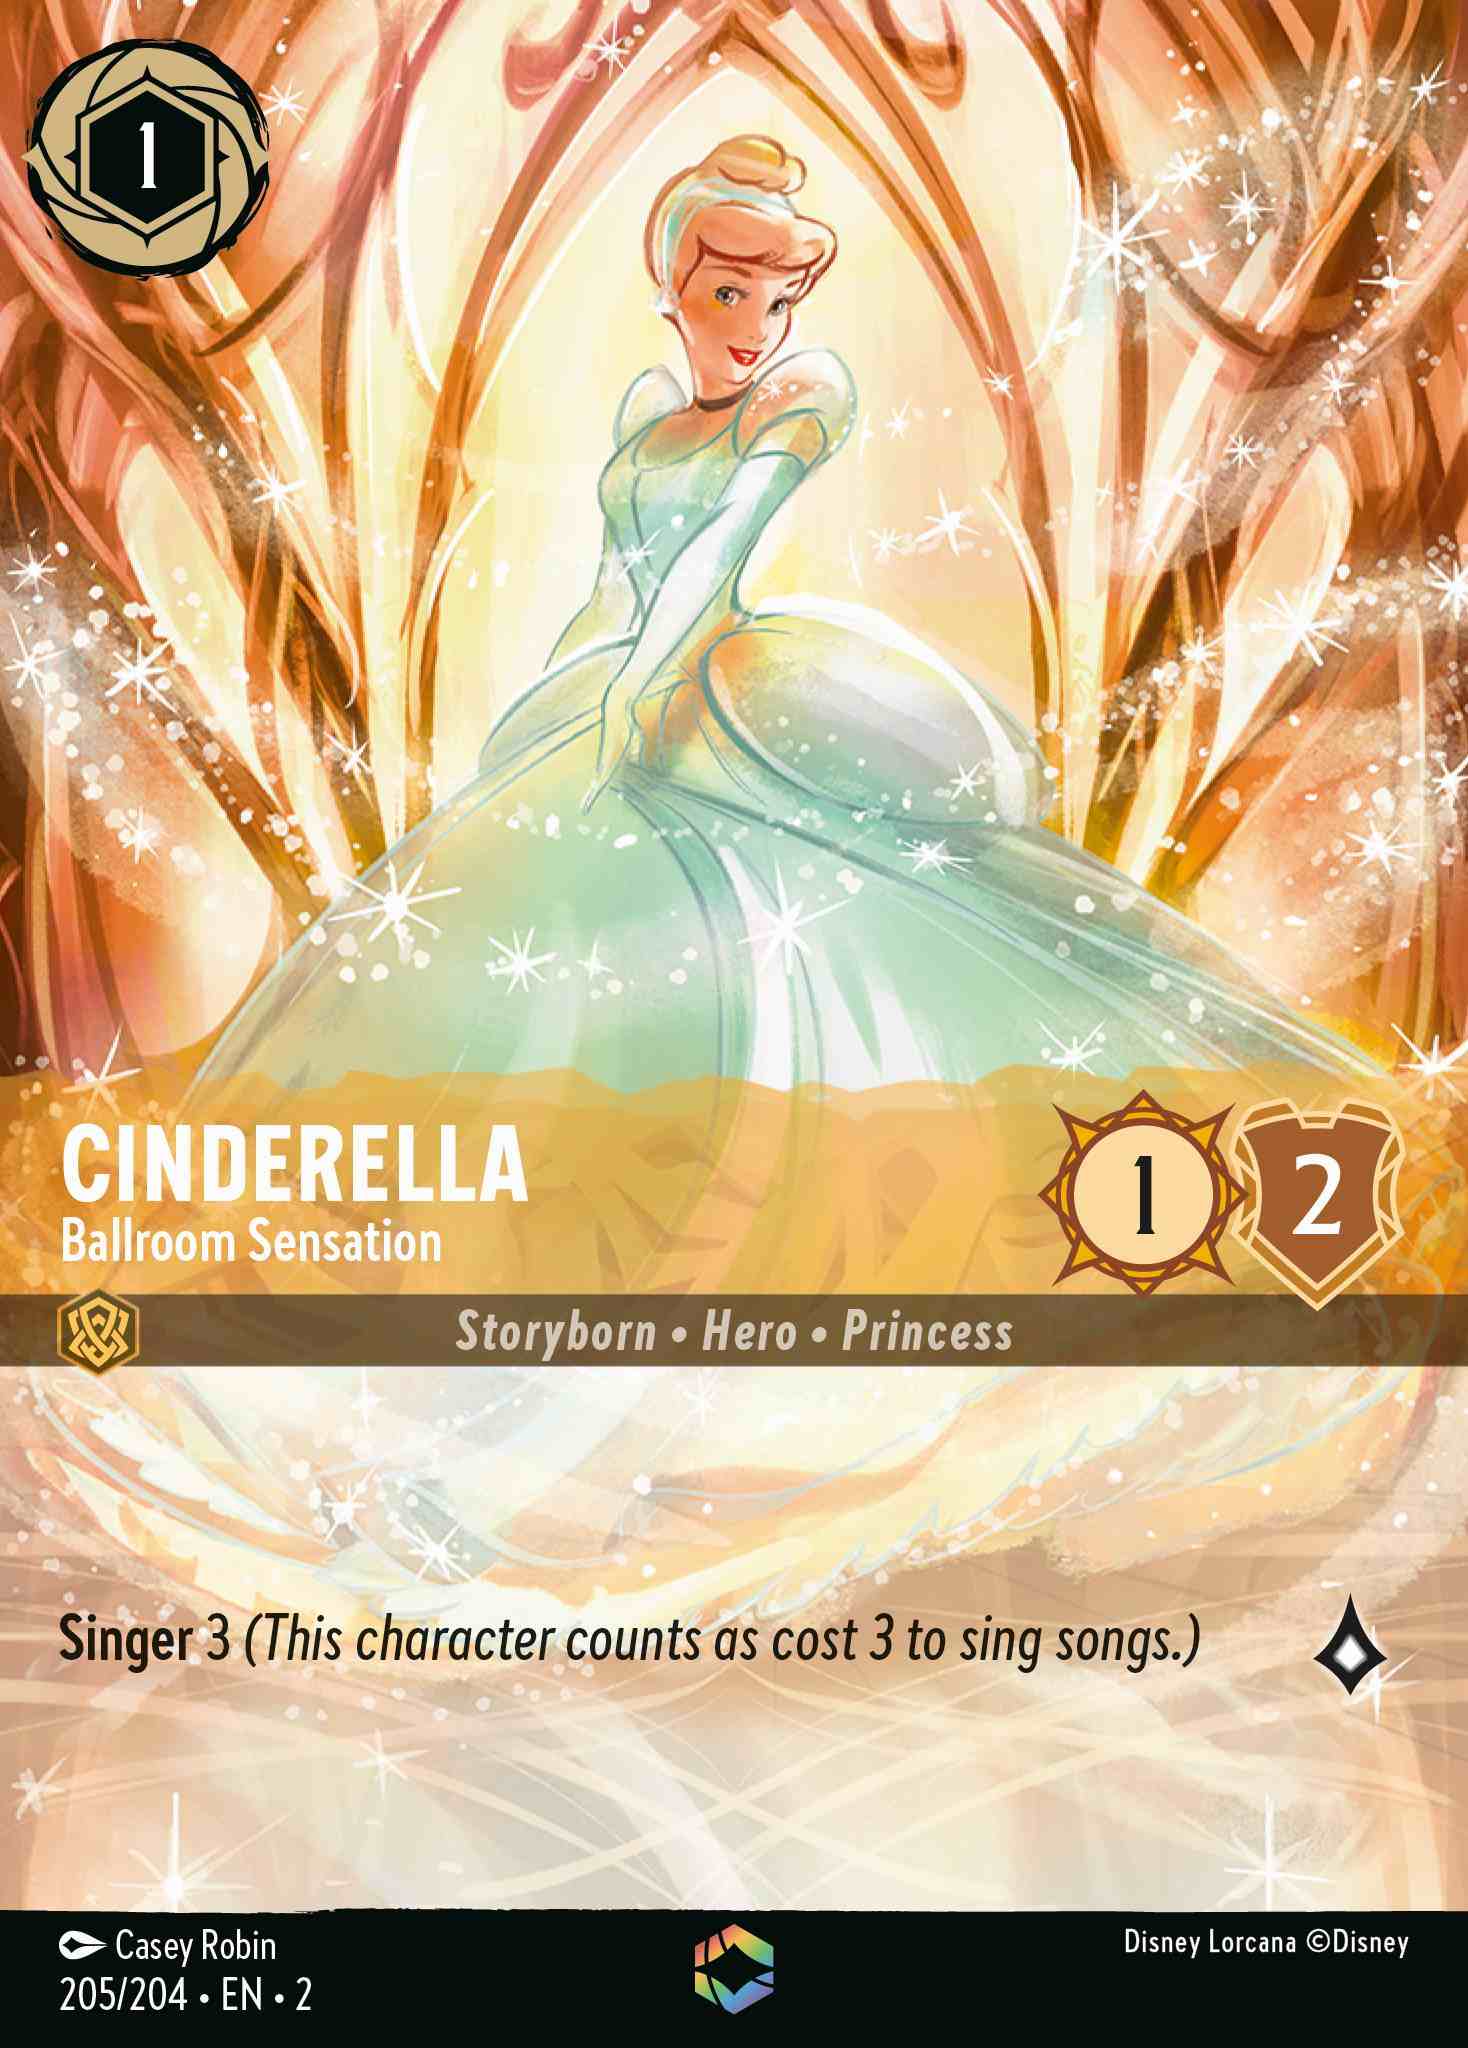 1
CINDERELLA
Ballroom Sensation
1
2
Storyborn • Hero • Princess
Singer 3 (This character counts as cost 3 to sing songs.)
Casey Robin
205/204 • EN • 2
Disney Lorcana ©Disney